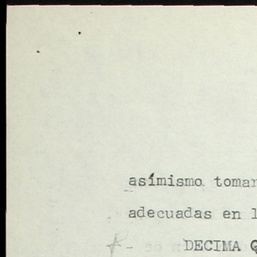 asímismo tomar
adecuadas en l
DECIMA Q